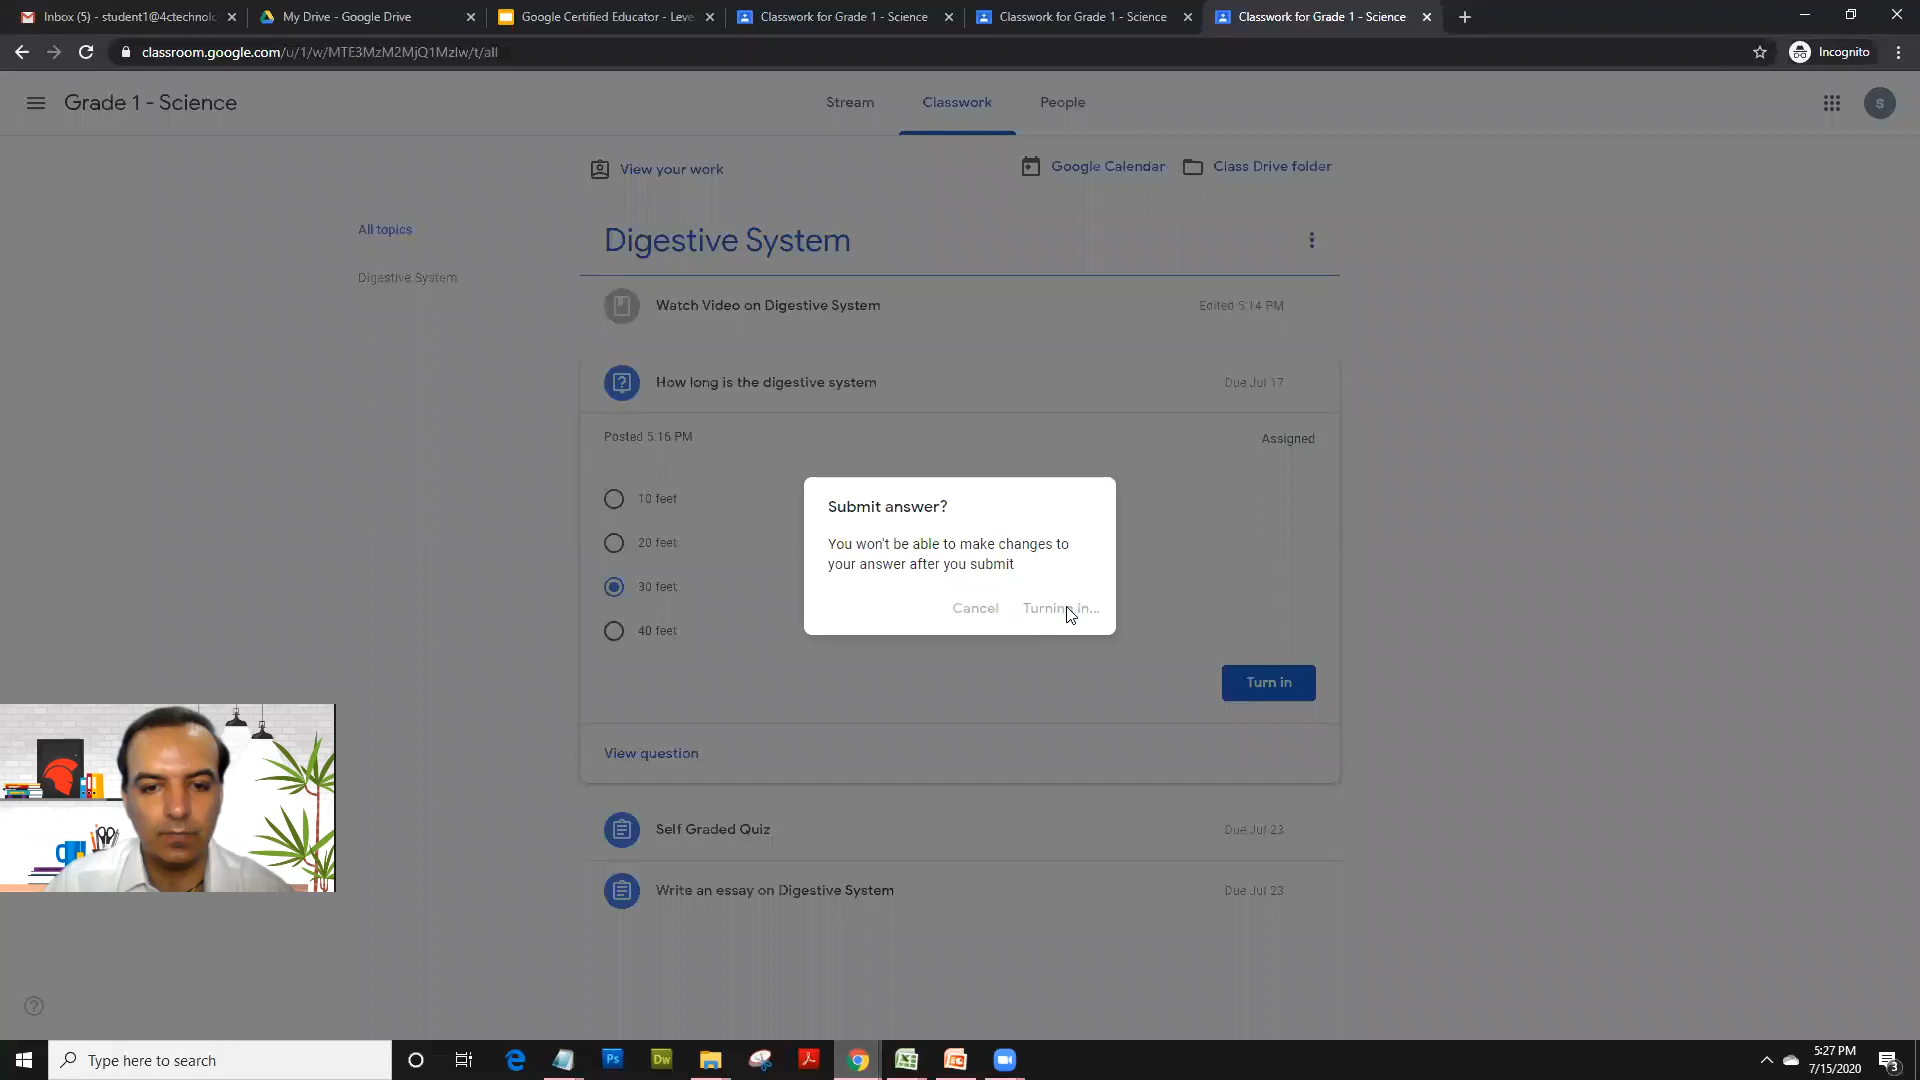 Inbox (5) - student1@4ctechnolo
My Drive - Google Drive
Google Certified Educator - Leve
Classwork for Grade 1 - Science
Classwork for Grade 1 - Science
Classwork for Grade 1 - Science
classroom.google.com/u/1/w/MTE3MzM2MjQ1MzIw/t/all
Incognito
Grade 1 - Science
Stream
Classwork
People
S
View your work
Google Calendar
Class Drive folder
All topics
Digestive System
Digestive System
Watch Video on Digestive System
Edited 5:14 PM
How long is the digestive system
Due Jul 17
Posted 5:16 PM
Assigned
10 feet
20 feet
30 feet
40 feet
Submit answer?
You won't be able to make changes to
your answer after you submit
Cancel
Turning in...
Turn in
View question
Self Graded Quiz
Due Jul 23
Write an essay on Digestive System
Due Jul 23
Type here to search
Ps
Dw
5:27 PM
7/15/2020
3